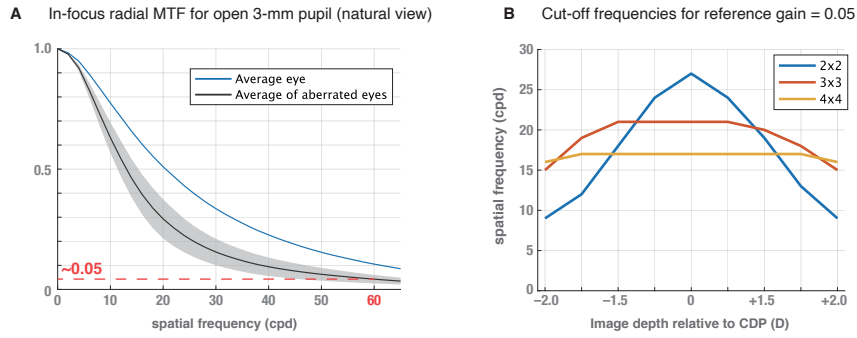 A In-focus radial MTF for open 3-mm pupil (natural view)
1.0
0.5
0
~0.05
Average eye
Average of aberrated eyes
0 10 20 30 40 50 60
spatial frequency (cpd)
B Cut-off frequencies for reference gain = 0.05
spatial frequency (cpd)
30
25
20
15
10
5
0
2x2
3x3
4x4
−2.0 −1.5 0 +1.5 +2.0
Image depth relative to CDP (D)